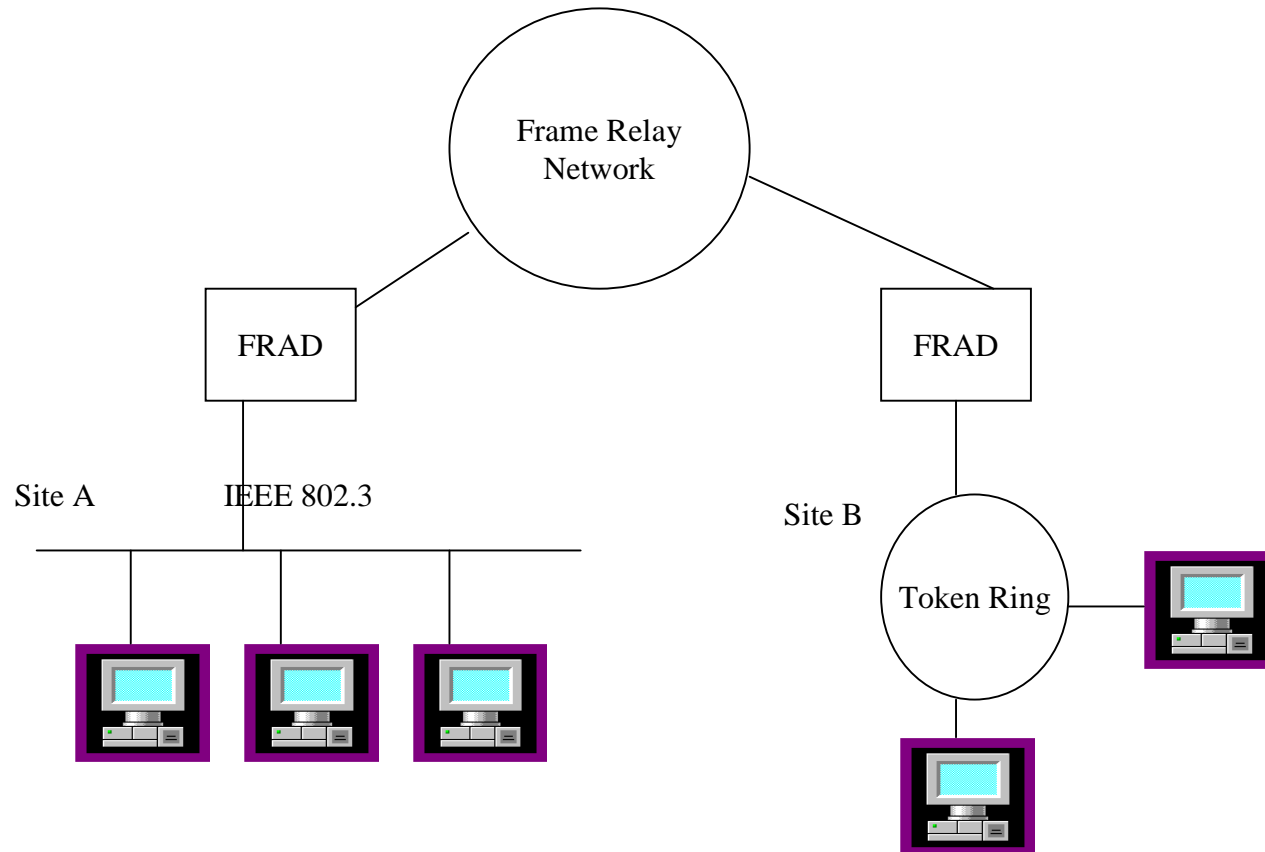 Frame Relay
Network
FRAD
FRAD
Site A
IEEE 802.3
Site B
Token Ring